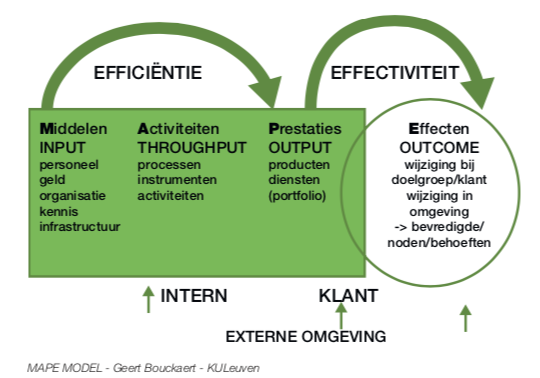 EFFICIËNTIE
EFFECTIVITEIT
Middelen
INPUT
personeel
geld
organisatie
kennis
infrastructuur
Activiteiten
THROUGHPUT
processen
instrumenten
activiteiten
Prestaties
OUTPUT
producten
diensten
(portfolio)
Effecten
OUTCOME
wijziging bij
doelgroep/klant
wijziging in
omgeving
-> bevredigde/
noden/behoeften
INTERN
KLANT
EXTERNE OMGEVING
MAPE MODEL - Geert Bouckaert - KULeuven